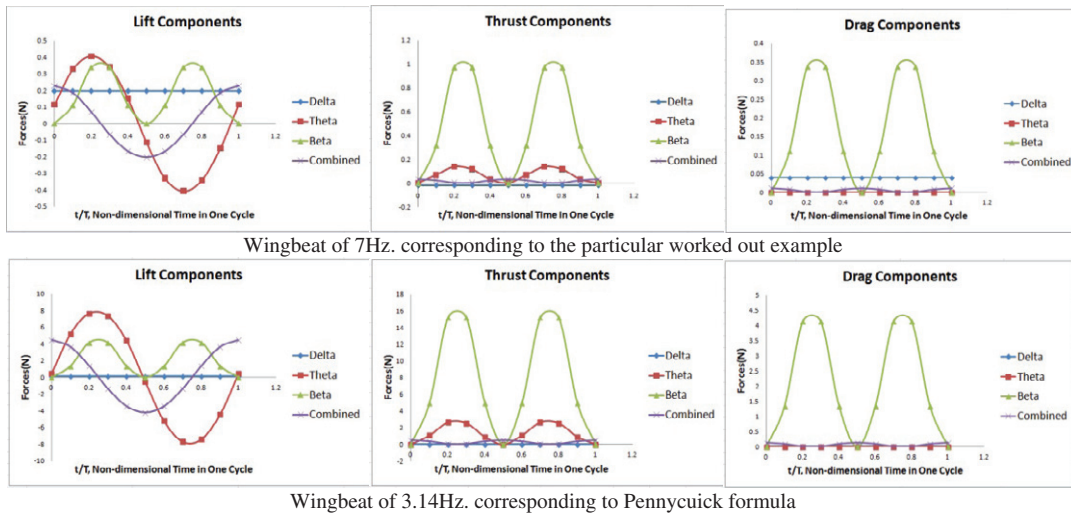 Lift Components
0.5
0.4
0.3
0.2
0.1
0
-0.1
-0.2
-0.3
-0.4
-0.5
Forces(N)
0 0.2 0.4 0.6 0.8 1 1.2
t/T, Non-dimensional Time in One Cycle
Delta
Theta
Beta
Combined
Thrust Components
1.2
1
0.8
0.6
0.4
0.2
0
-0.2
Forces(N)
0 0.2 0.4 0.6 0.8 1 1.2
t/T, Non-dimensional Time in One Cycle
Delta
Theta
Beta
Combined
Drag Components
0.4
0.35
0.3
0.25
0.2
0.15
0.1
0.05
0
Forces(N)
0 0.2 0.4 0.6 0.8 1 1.2
t/T, Non-dimensional Time in One Cycle
Delta
Theta
Beta
Combined
Wingbeat of 7Hz. corresponding to the particular worked out example
Lift Components
10
8
6
4
2
0
-2
-4
-6
-8
-10
Forces(N)
0 0.2 0.4 0.6 0.8 1 1.2
t/T, Non-dimensional Time in One Cycle
Delta
Theta
Beta
Combined
Thrust Components
18
16
14
12
10
8
6
4
2
0
-2
Forces(N)
0 0.2 0.4 0.6 0.8 1 1.2
t/T, Non-dimensional Time in One Cycle
Delta
Theta
Beta
Combined
Drag Components
5
4.5
4
3.5
3
2.5
2
1.5
1
0.5
0
Forces(N)
0 0.2 0.4 0.6 0.8 1 1.2
t/T, Non-dimensional Time in One Cycle
Delta
Theta
Beta
Combined
Wingbeat of 3.14Hz. corresponding to Pennycuick formula